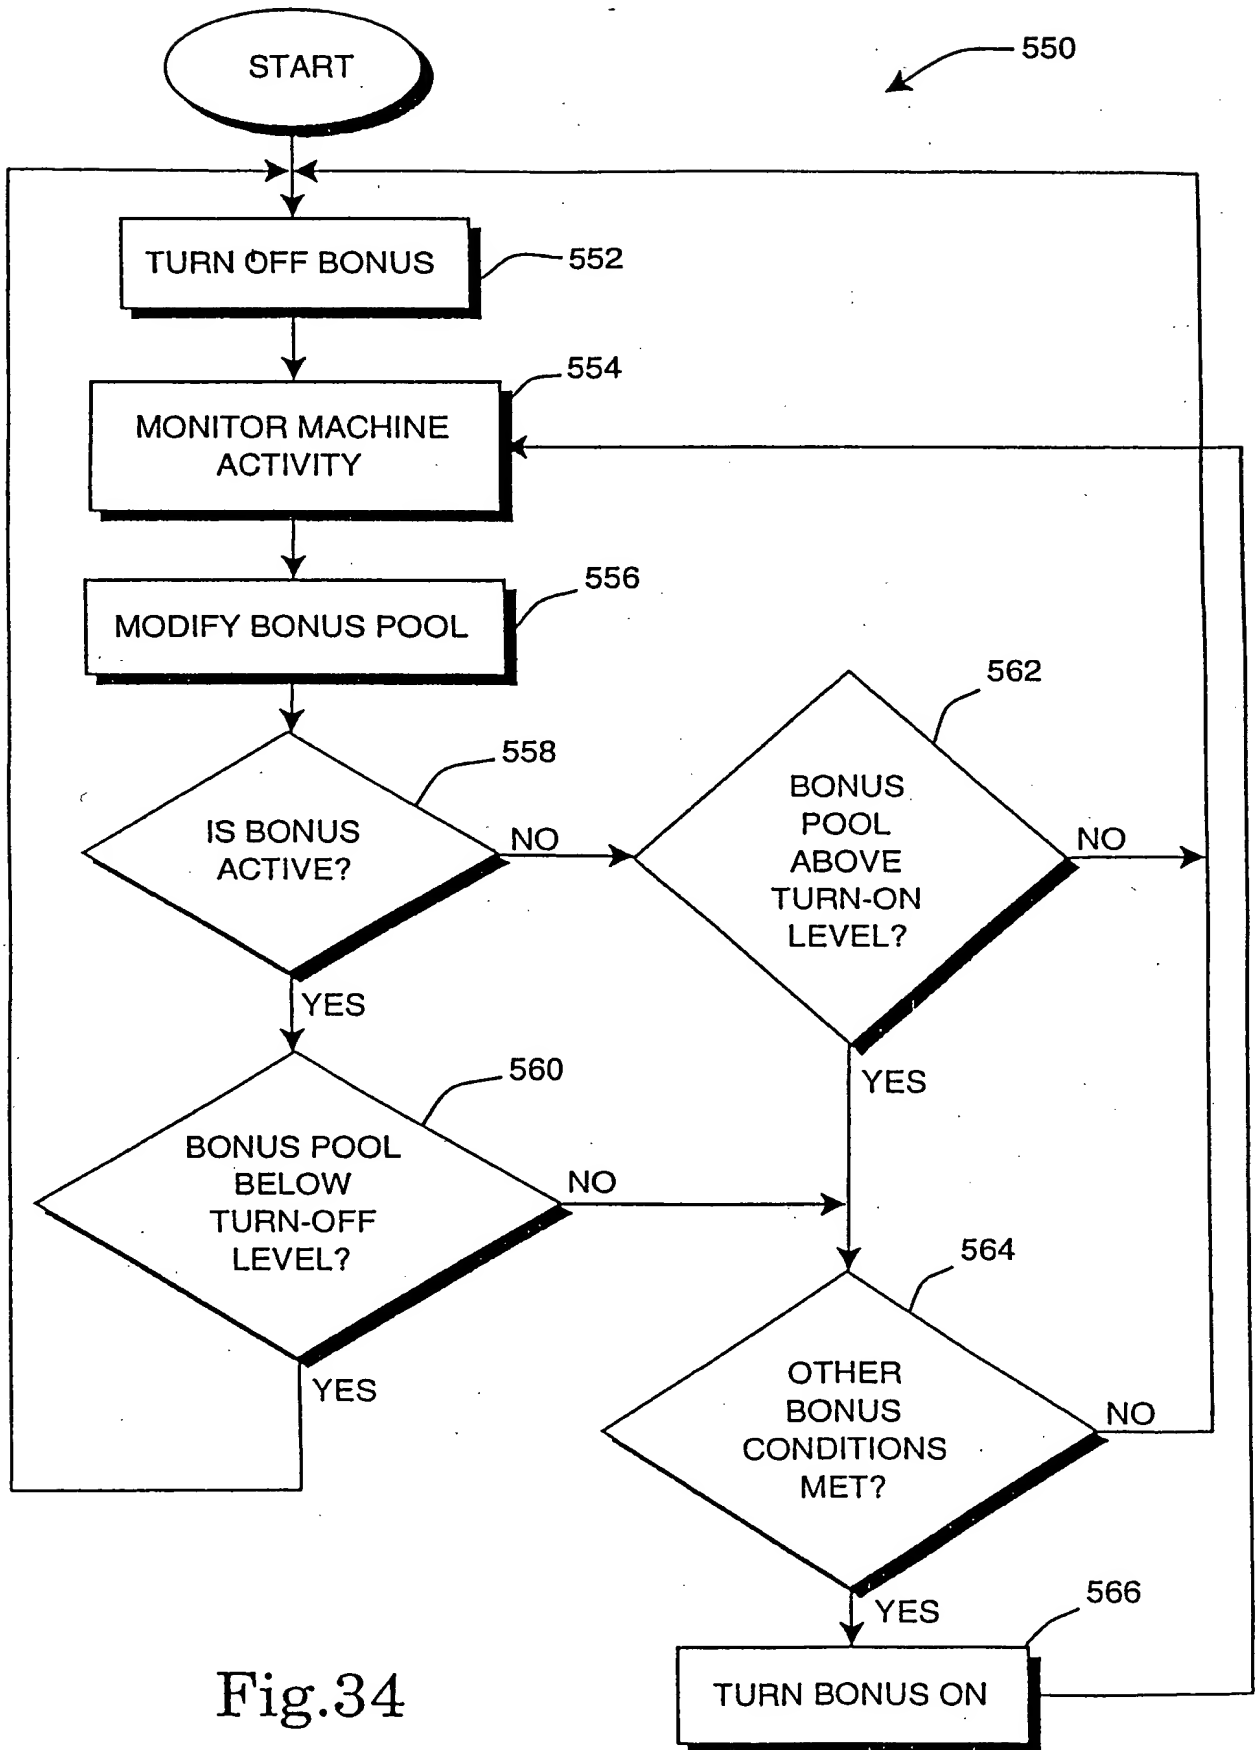 START
550
TURN OFF BONUS
552
554
MONITOR MACHINE
ACTIVITY
556
MODIFY BONUS POOL
562
558
BONUS
POOL
ABOVE
TURN-ON
LEVEL?
IS BONUS
ACTIVE?
NO
NO
YES
YES
560
BONUS POOL
BELOW
TURN-OFF
LEVEL?
NO
564
YES
OTHER
BONUS
CONDITIONS
MET?
NO
YES
566
TURN BONUS ON
Fig.34